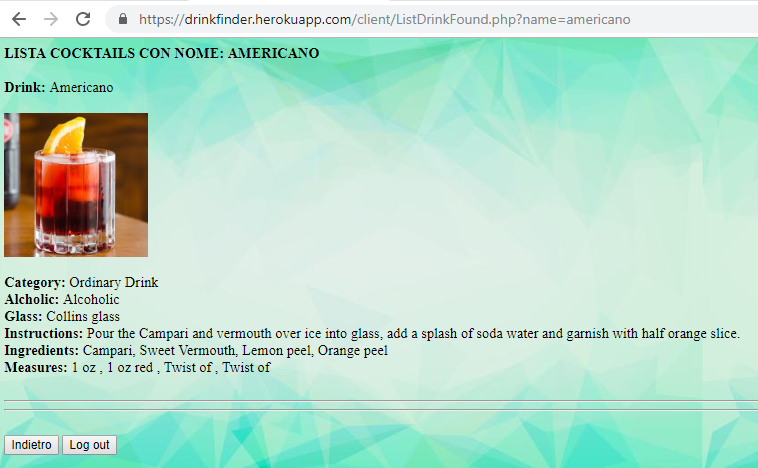 https://drinkfinder.herokuapp.com/client/ListDrinkFound.php?name=americano
LISTA COCKTAILS CON NOME: AMERICANO
Drink: Americano
Category: Ordinary Drink
Alcholic: Alcoholic
Glass: Collins glass
Instructions: Pour the Campari and vermouth over ice into glass, add a splash of soda water and garnish with half orange slice.
Ingredients: Campari, Sweet Vermouth, Lemon peel, Orange peel
Measures: 1 oz , 1 oz red , Twist of , Twist of
Indietro Log out